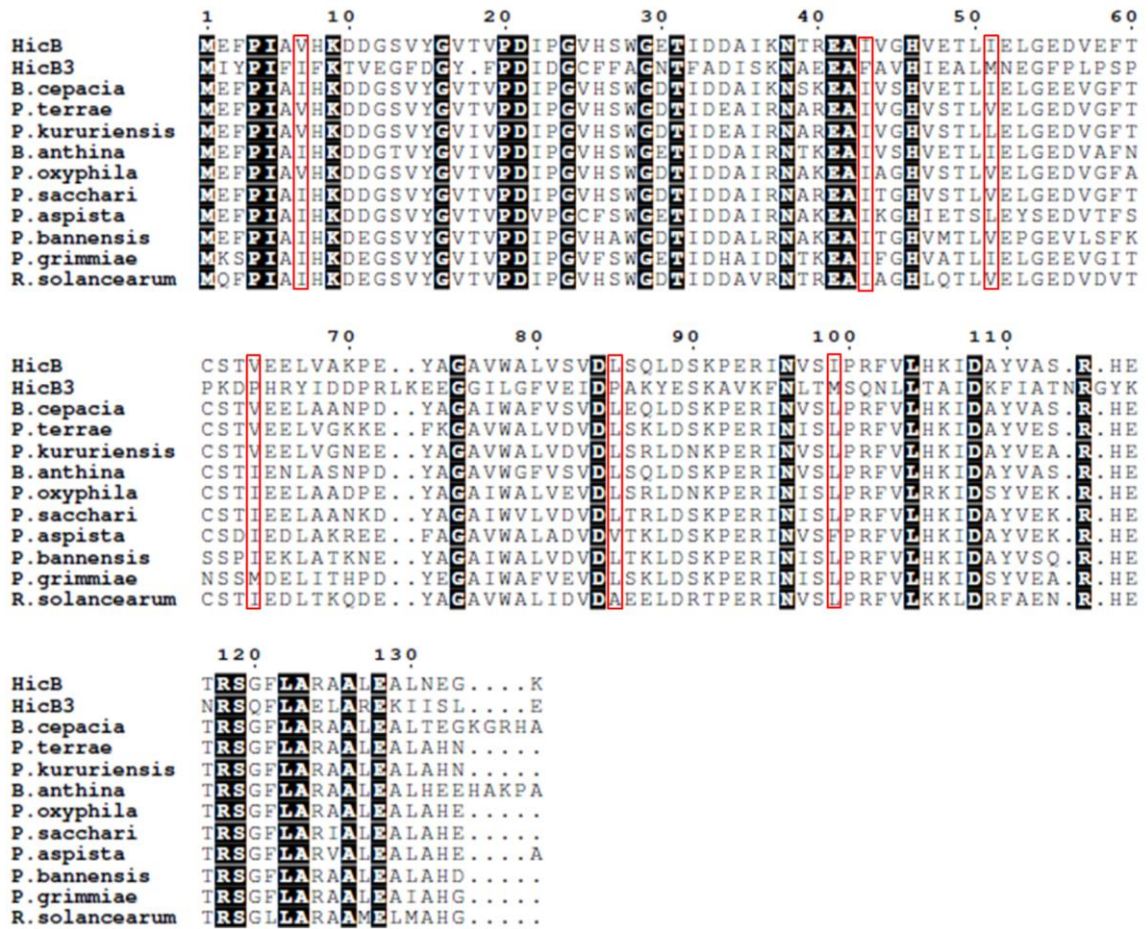 1 10 20 30 40 50 60
HicB MEFPIAVHKDDGSVYGVTVPDIPGVHSWGETIDDAIKNTREAIVGHVETLIELGEDVEFT
HicB3 MIYPIFIFKTVEGFDGY.FPDIDGCFFAGNTFADISKNAEEAFAVHIEALMNEGFPLPSP
B.cepacia MEFPIAIHKDDGSVYGVTVPDIPGVHSWGDTIDDAIKNSKEAIVSHVETLIELGEEVGFT
P.terrae MEFPIAVHKDDGSVYGVTVPDIPGVHSWGDTIDEAIRNAREAIVGHVSTLVELGEDVGFT
P.kururiensis MEFPIAVHKDDGSVYGVIVPDIPGVHSWGDTIDEAIRNAREAIVGHVSTLLELGEDVGFT
B.anthina MEFPIAIHKDDGTVYGVIVPDIPGVHSWGDTIDDAIRNTKEAIVSHVETLIELGEDVAFN
P.oxyphila MEFPIAVHKDDGSVYGVTVPDIPGVHSWGDTIDDAIRNTKEAIAGHVSTLVELGEDVGFA
P.sacchari MEFPIAIHKDDGSVYGVTVPDIPGVHSWGDTIDDAIRNTREAITGHVSTLVELGEDVGFT
P.aspista MEFPIAIHKDDGSVYGVTVPDVPGCFSWGETIDDAIRNAKEAIKGHIETSLEYSEDVTFS
P.bannensis MEFPIAIHKDEGSVYGVTVPDIPGVHAWGDTIDDALRNAKEAITGHVMTLVEPGEVLSFK
P.grimmiae MKSPIAIHKDEGSVYGVTVPDIPGVFSWGETIDHAIDNTKEAIFGHVATLIEEGEEVGIT
R.solancearum MQFPIAIHKDEGSVYGVTVPDIPGVHSWGDTIDDAVRNTREAIAGHLQTLVELGEDVDVT
70 80 90 100 110
HicB CSTVEELVAKPE..YAGAVWALVSVDLSQLDSKPERINVSIPRFVLHKIDAYVAS.R.HE
HicB3 PKDPHRYIDDPRLKEEGGILGFVEIDPAKYESKAVKFNLTMSQNLLTAIDKFIATNRGYK
B.cepacia CSTVEELAANPD..YAGAIWAFVSVDLEQLDSKPERINVSLPRFVLHKIDAYVAS.R.HE
P.terrae CSTVEELVGKKE..FKGAVWALVDVDLSKLDSKPERINISLPRFVLHKIDAYVES.R.HE
P.kururiensis CSTVEELVGNEE..YAGAVWALVDVDLSRLDNKPERINVSLPRFVLHKIDAYVEA.R.HE
B.anthina CSTIENLASNPD..YAGAVWGFVSVDLSQLDSKPERINVSLPRFVLHKIDAYVAS.R.HE
P.oxyphila CSTIEELAADPE..YAGAIWALVEVDLSRLDNKPERINISLPRFVLRKIDSYVEK.R.HE
P.sacchari CSTIEELAANKD..YAGAIWVLVDVDLTRLDSKPERINISLPRFVLHKIDAYVEK.R.HE
P.aspista CSDIEDLAKREE..FAGAIWALADVDVTKLDSKPERINVSFPRFVLHKIDAYVEK.R.HE
P.bannensis SSPIEKLATKNE..YAGAIWALVDVDLTKLDSKPERINISLPRFVLHKIDAYVSQ.R.HE
P.grimmiae NSSMDELITHPD..YEGAIWAFVEVDLSKLDSKPERINISLPRFVLHKIDSYVEA.R.HE
R.solancearum CSTIEDLTKQDE..YAGAVWALIDVDAEELDRTPERINVSLPRFVLKKLDRFAEN.R.HE
120 130
HicB TRSGFLARAALEALNEG....K
HicB3 NRSQFLAELAREKIISL....E
B.cepacia TRSGFLARAALEALTEGKGRHA
P.terrae TRSGFLARAALEALAHN.....
P.kururiensis TRSGFLARAALEALAHN.....
B.anthina TRSGFLARAALEALHEEHAKPA
P.oxyphila TRSGFLARAALEALAHE.....
P.sacchari TRSGFLARIALEALAHE.....
P.aspista TRSGFLARVALEALAHE....A
P.bannensis TRSGFLARAALEALAHD.....
P.grimmiae TRSGFLARAALEAIAHG.....
R.solancearum TRSGLLARAAMELMAHG.....